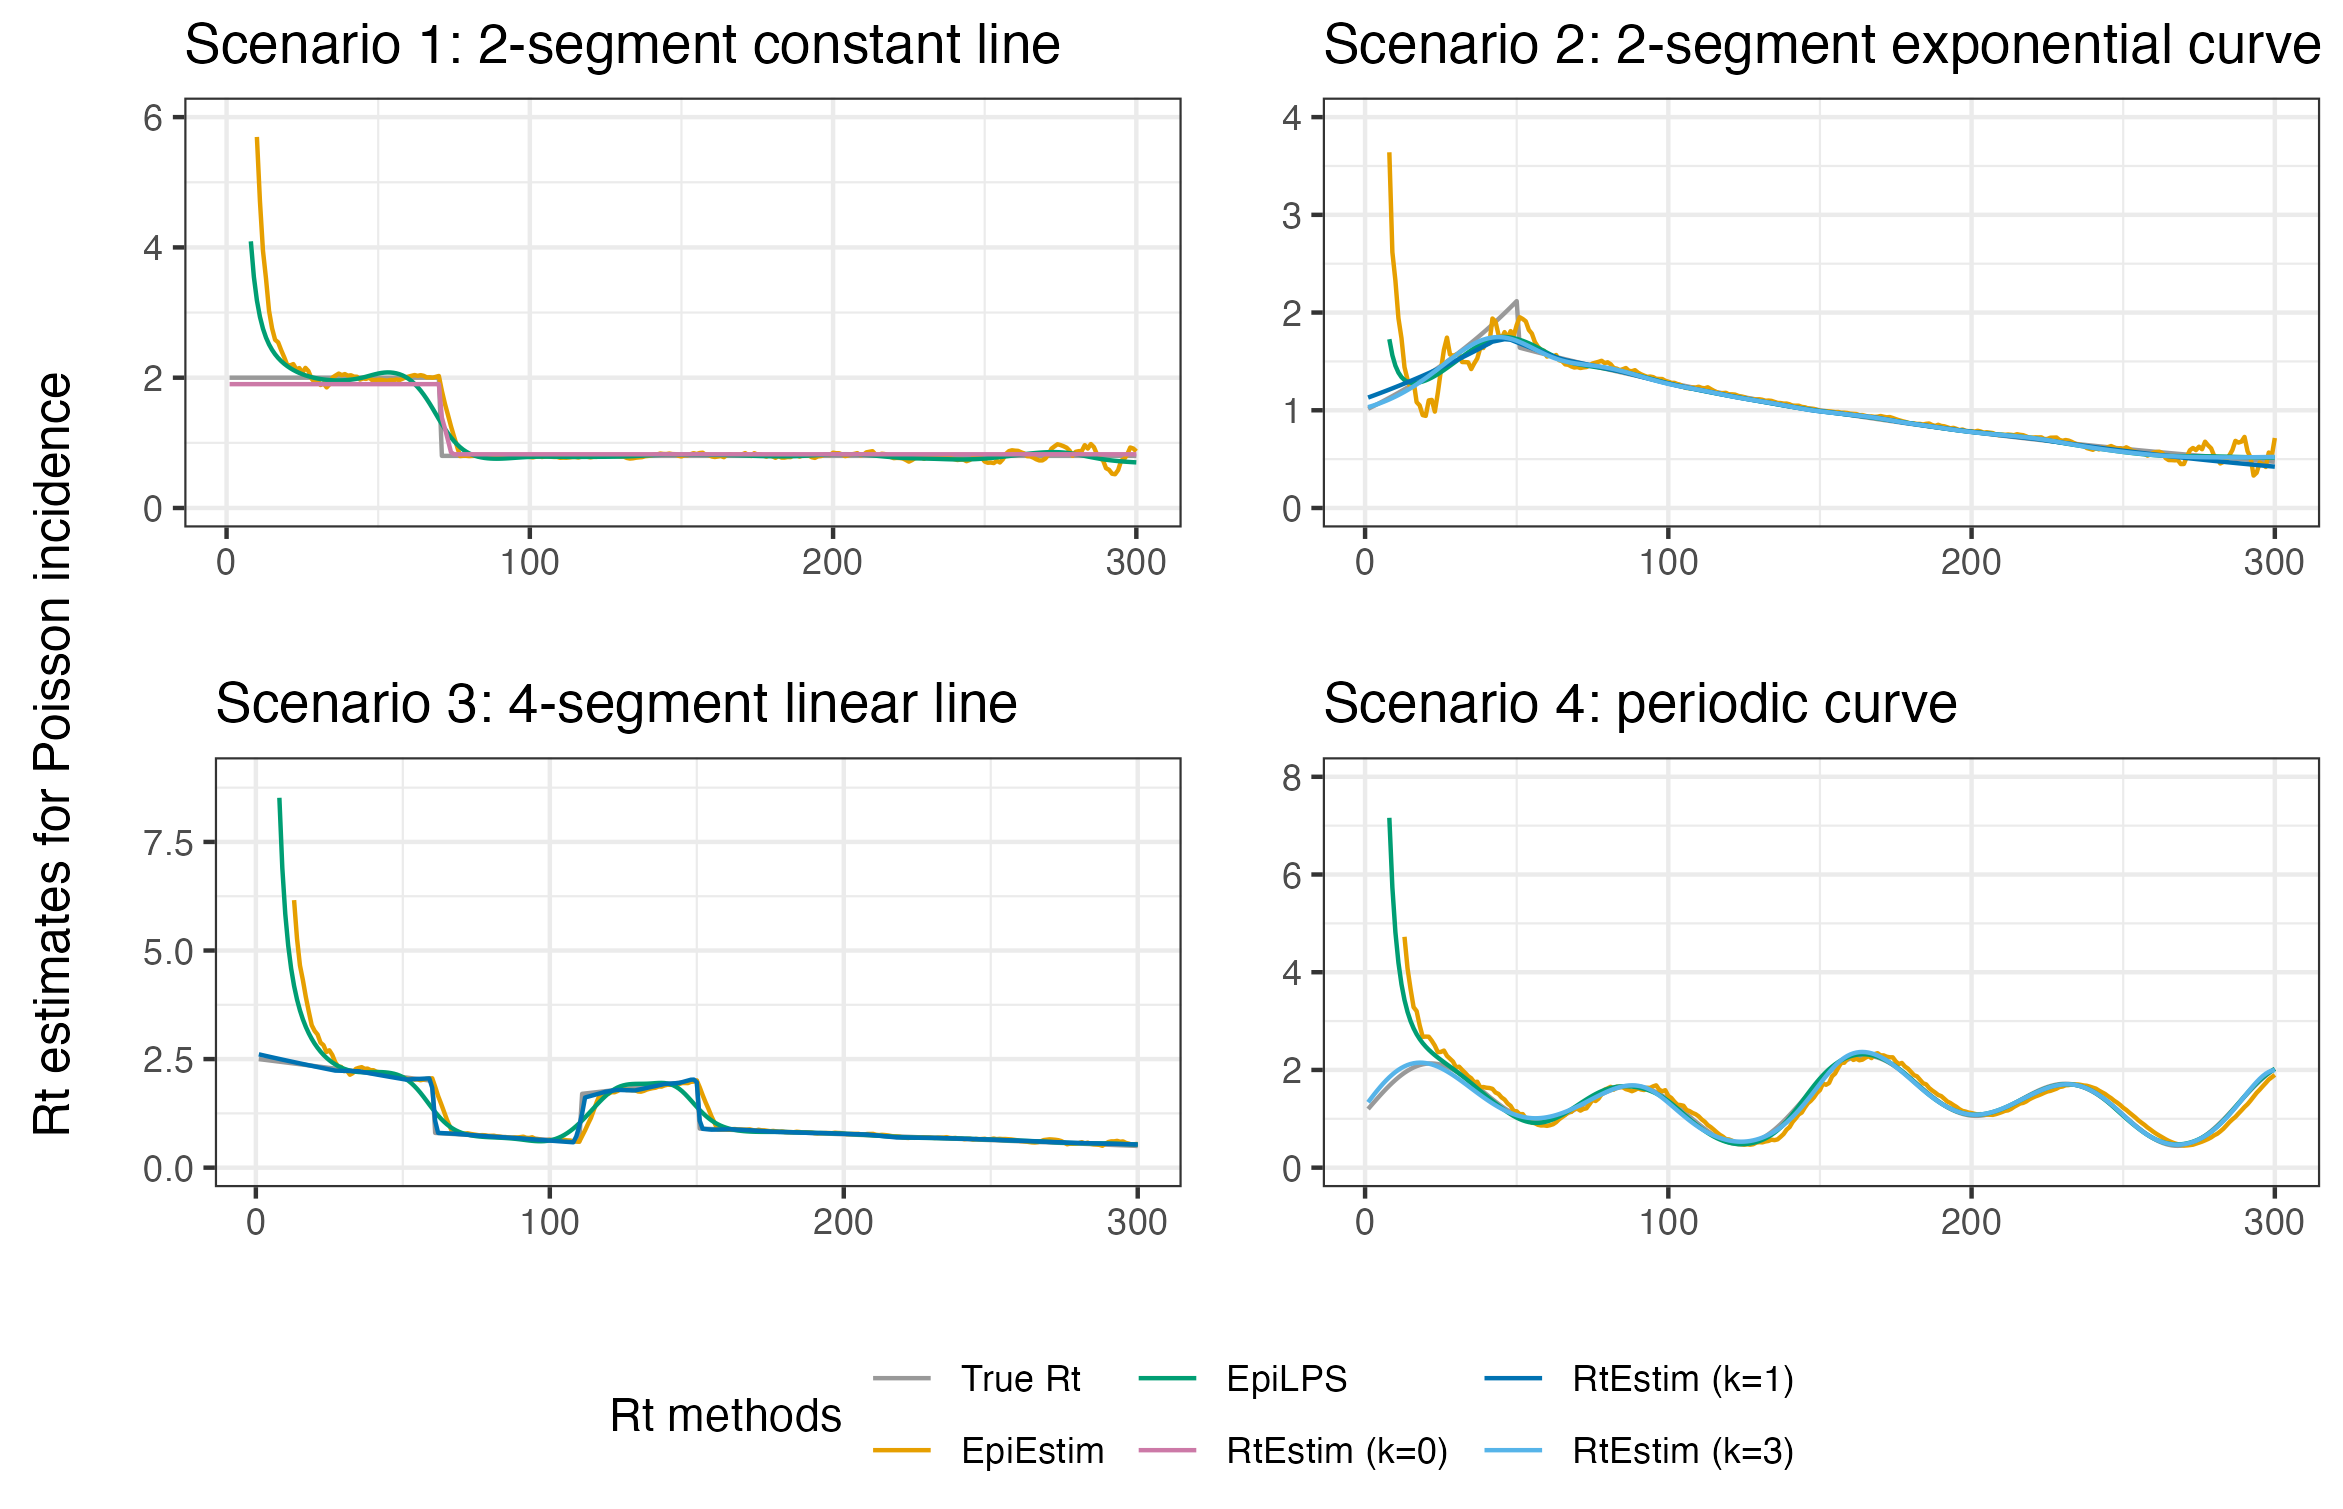 Scenario 1: 2-segment constant line
Scenario 2: 2-segment exponential curve
Rt estimates for Poisson incidence
6
4
2
0
0 100 200 300
4
3
2
1
0
0 100 200 300
Scenario 3: 4-segment linear line
Scenario 4: periodic curve
7.5
5.0
2.5
0.0
0 100 200 300
8
6
4
2
0
0 100 200 300
Rt methods
True Rt
EpiEstim
EpiLPS
RtEstim (k=0)
RtEstim (k=1)
RtEstim (k=3)